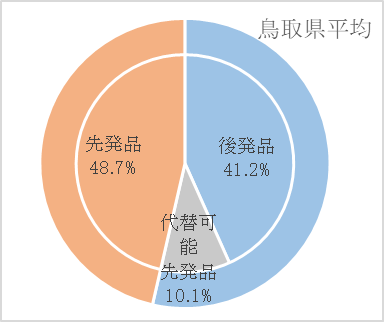 鳥取県平均
先発品
48.7%
後発品
41.2%
代替可
能
先発品
10.1%